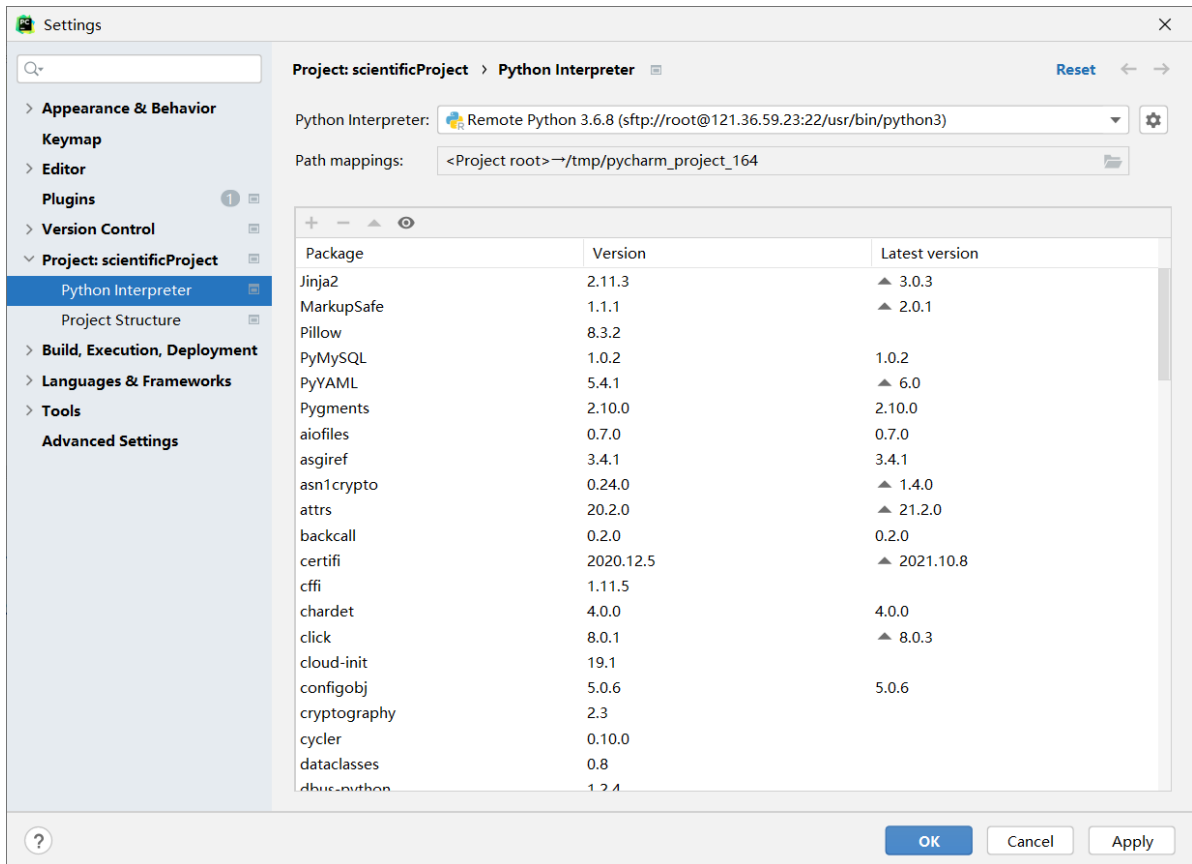 Settings
Project: scientificProject > Python Interpreter Reset
Appearance & Behavior
Keymap
Editor
Plugins 1
Version Control
Project: scientificProject
Python Interpreter
Project Structure
Build, Execution, Deployment
Languages & Frameworks
Tools
Advanced Settings
Python Interpreter: Remote Python 3.6.8 (sftp://root@121.36.59.23:22/usr/bin/python3)
Path mappings: <Project root>→/tmp/pycharm_project_164
Package Version Latest version
Jinja2 2.11.3 ▲ 3.0.3
MarkupSafe 1.1.1 ▲ 2.0.1
Pillow 8.3.2
PyMySQL 1.0.2 1.0.2
PyYAML 5.4.1 ▲ 6.0
Pygments 2.10.0 2.10.0
aiofiles 0.7.0 0.7.0
asgiref 3.4.1 3.4.1
asn1crypto 0.24.0 ▲ 1.4.0
attrs 20.2.0 ▲ 21.2.0
backcall 0.2.0 0.2.0
certifi 2020.12.5 ▲ 2021.10.8
cffi 1.11.5
chardet 4.0.0 4.0.0
click 8.0.1 ▲ 8.0.3
cloud-init 19.1
configobj 5.0.6 5.0.6
cryptography 2.3
cycler 0.10.0
dataclasses 0.8
dbus-python 1.2.4
? OK Cancel Apply